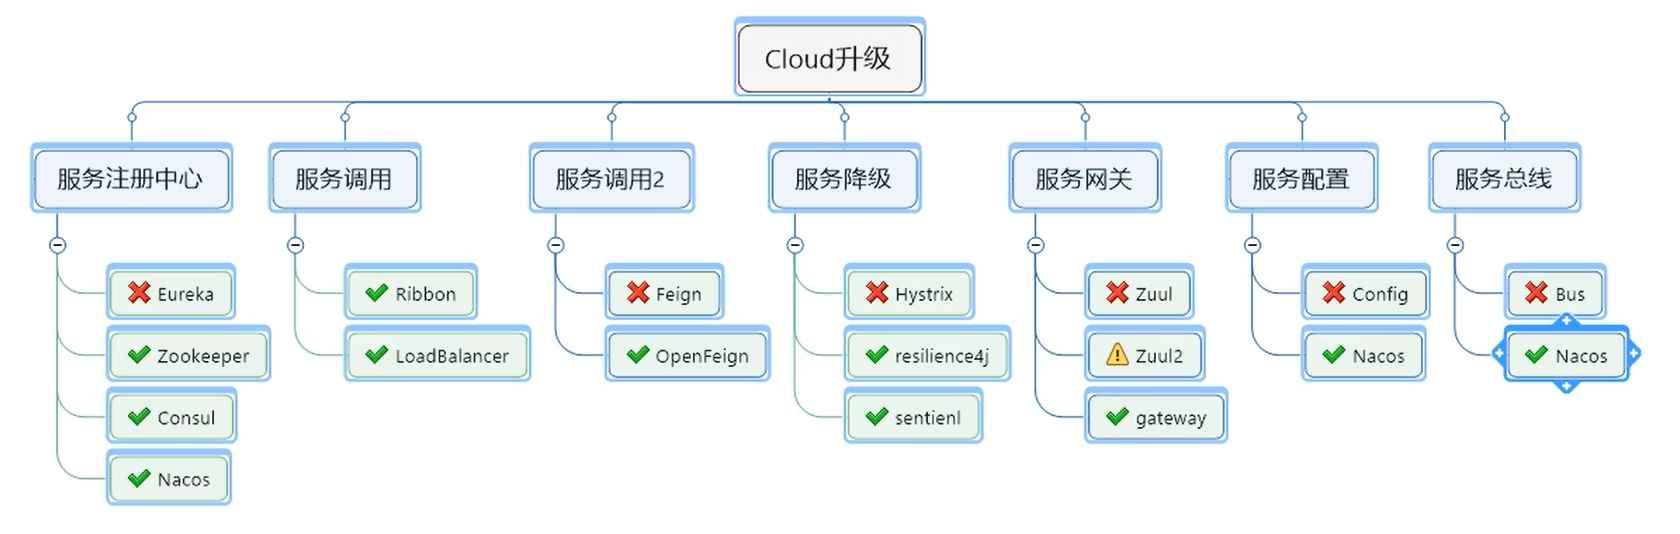 Cloud升级
服务注册中心
服务调用
服务调用2
服务降级
服务网关
服务配置
服务总线
Eureka
Ribbon
Feign
Hystrix
Zuul
Config
Bus
Zookeeper
LoadBalancer
OpenFeign
resilience4j
Zuul2
Nacos
Nacos
Consul
sentienl
gateway
Nacos